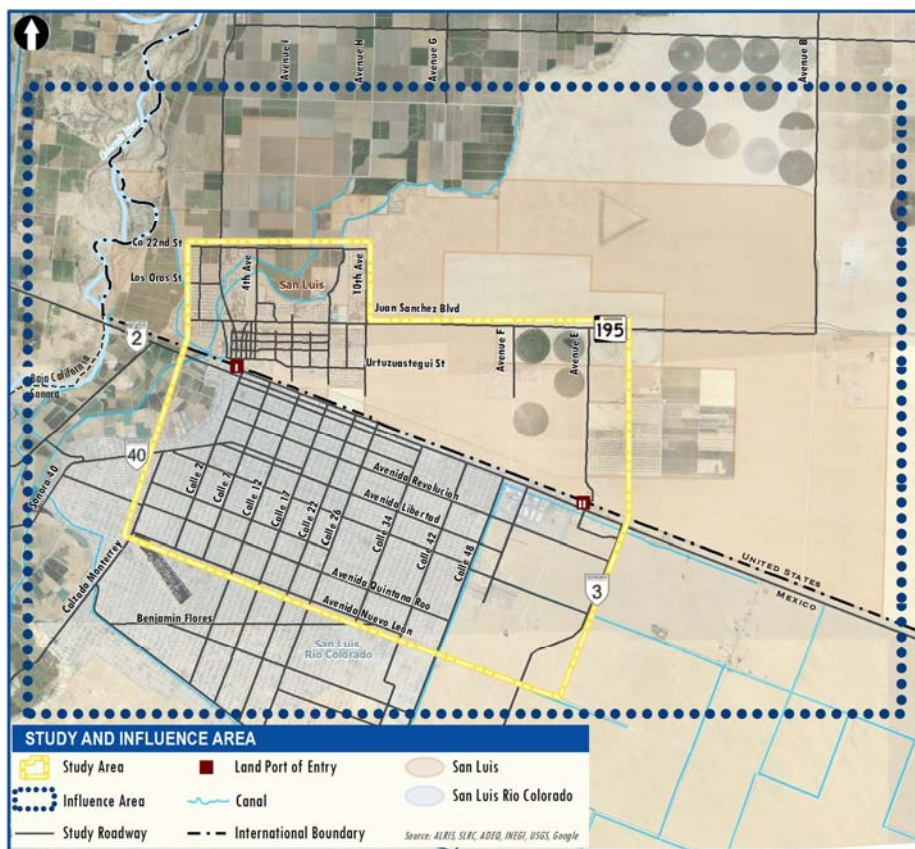 Avenue I
Avenue H
Avenue G
Avenue B
Co 22nd St
Los Oros St
4th Ave
San Luis
10th Ave
Juan Sanchez Blvd
195
2
I
Urtuzuastegui St
Avenue F
Avenue E
Baja California
Sonora
40
Sonora 40
Calle 2
Calle 7
Calle 12
Calle 17
Calle 22
Calle 26
Calle 34
Calle 42
Calle 48
Avenida Revolucion
Avenida Libertad
II
Avenida Quintana Roo
Avenida Nuevo Leon
Calzada Monterrey
Benjamin Flores
San Luis
Rio Colorado
3
UNITED STATES
MEXICO
STUDY AND INFLUENCE AREA
Study Area
Land Port of Entry
San Luis
Influence Area
Canal
San Luis Rio Colorado
Study Roadway
International Boundary
Source: ALRIS, SLRC, ADEQ, INEGI, USGS, Google